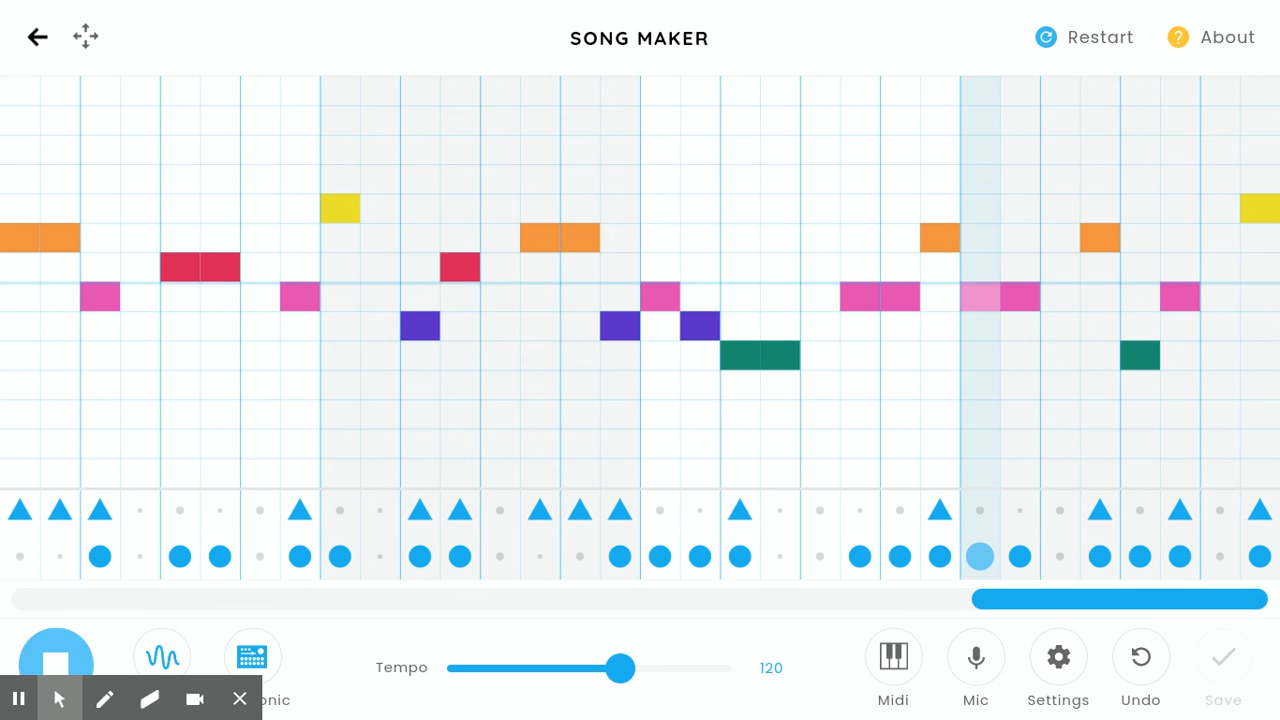 SONG MAKER
Restart
? About
Tempo
120
onic
Midi
Mic
Settings
Undo
Save